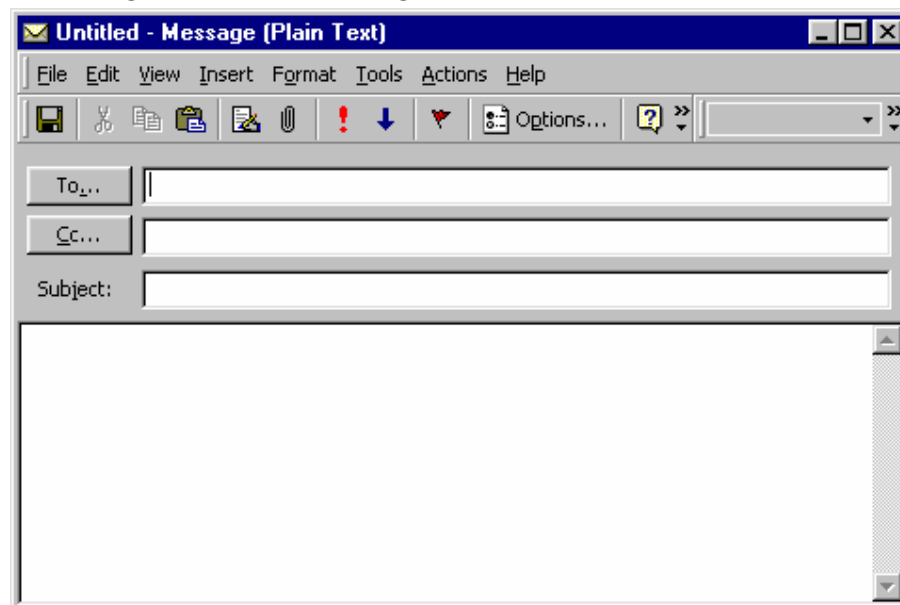 Untitled - Message (Plain Text)
File Edit View Insert Format Tools Actions Help
Options...
To...
Cc...
Subject: